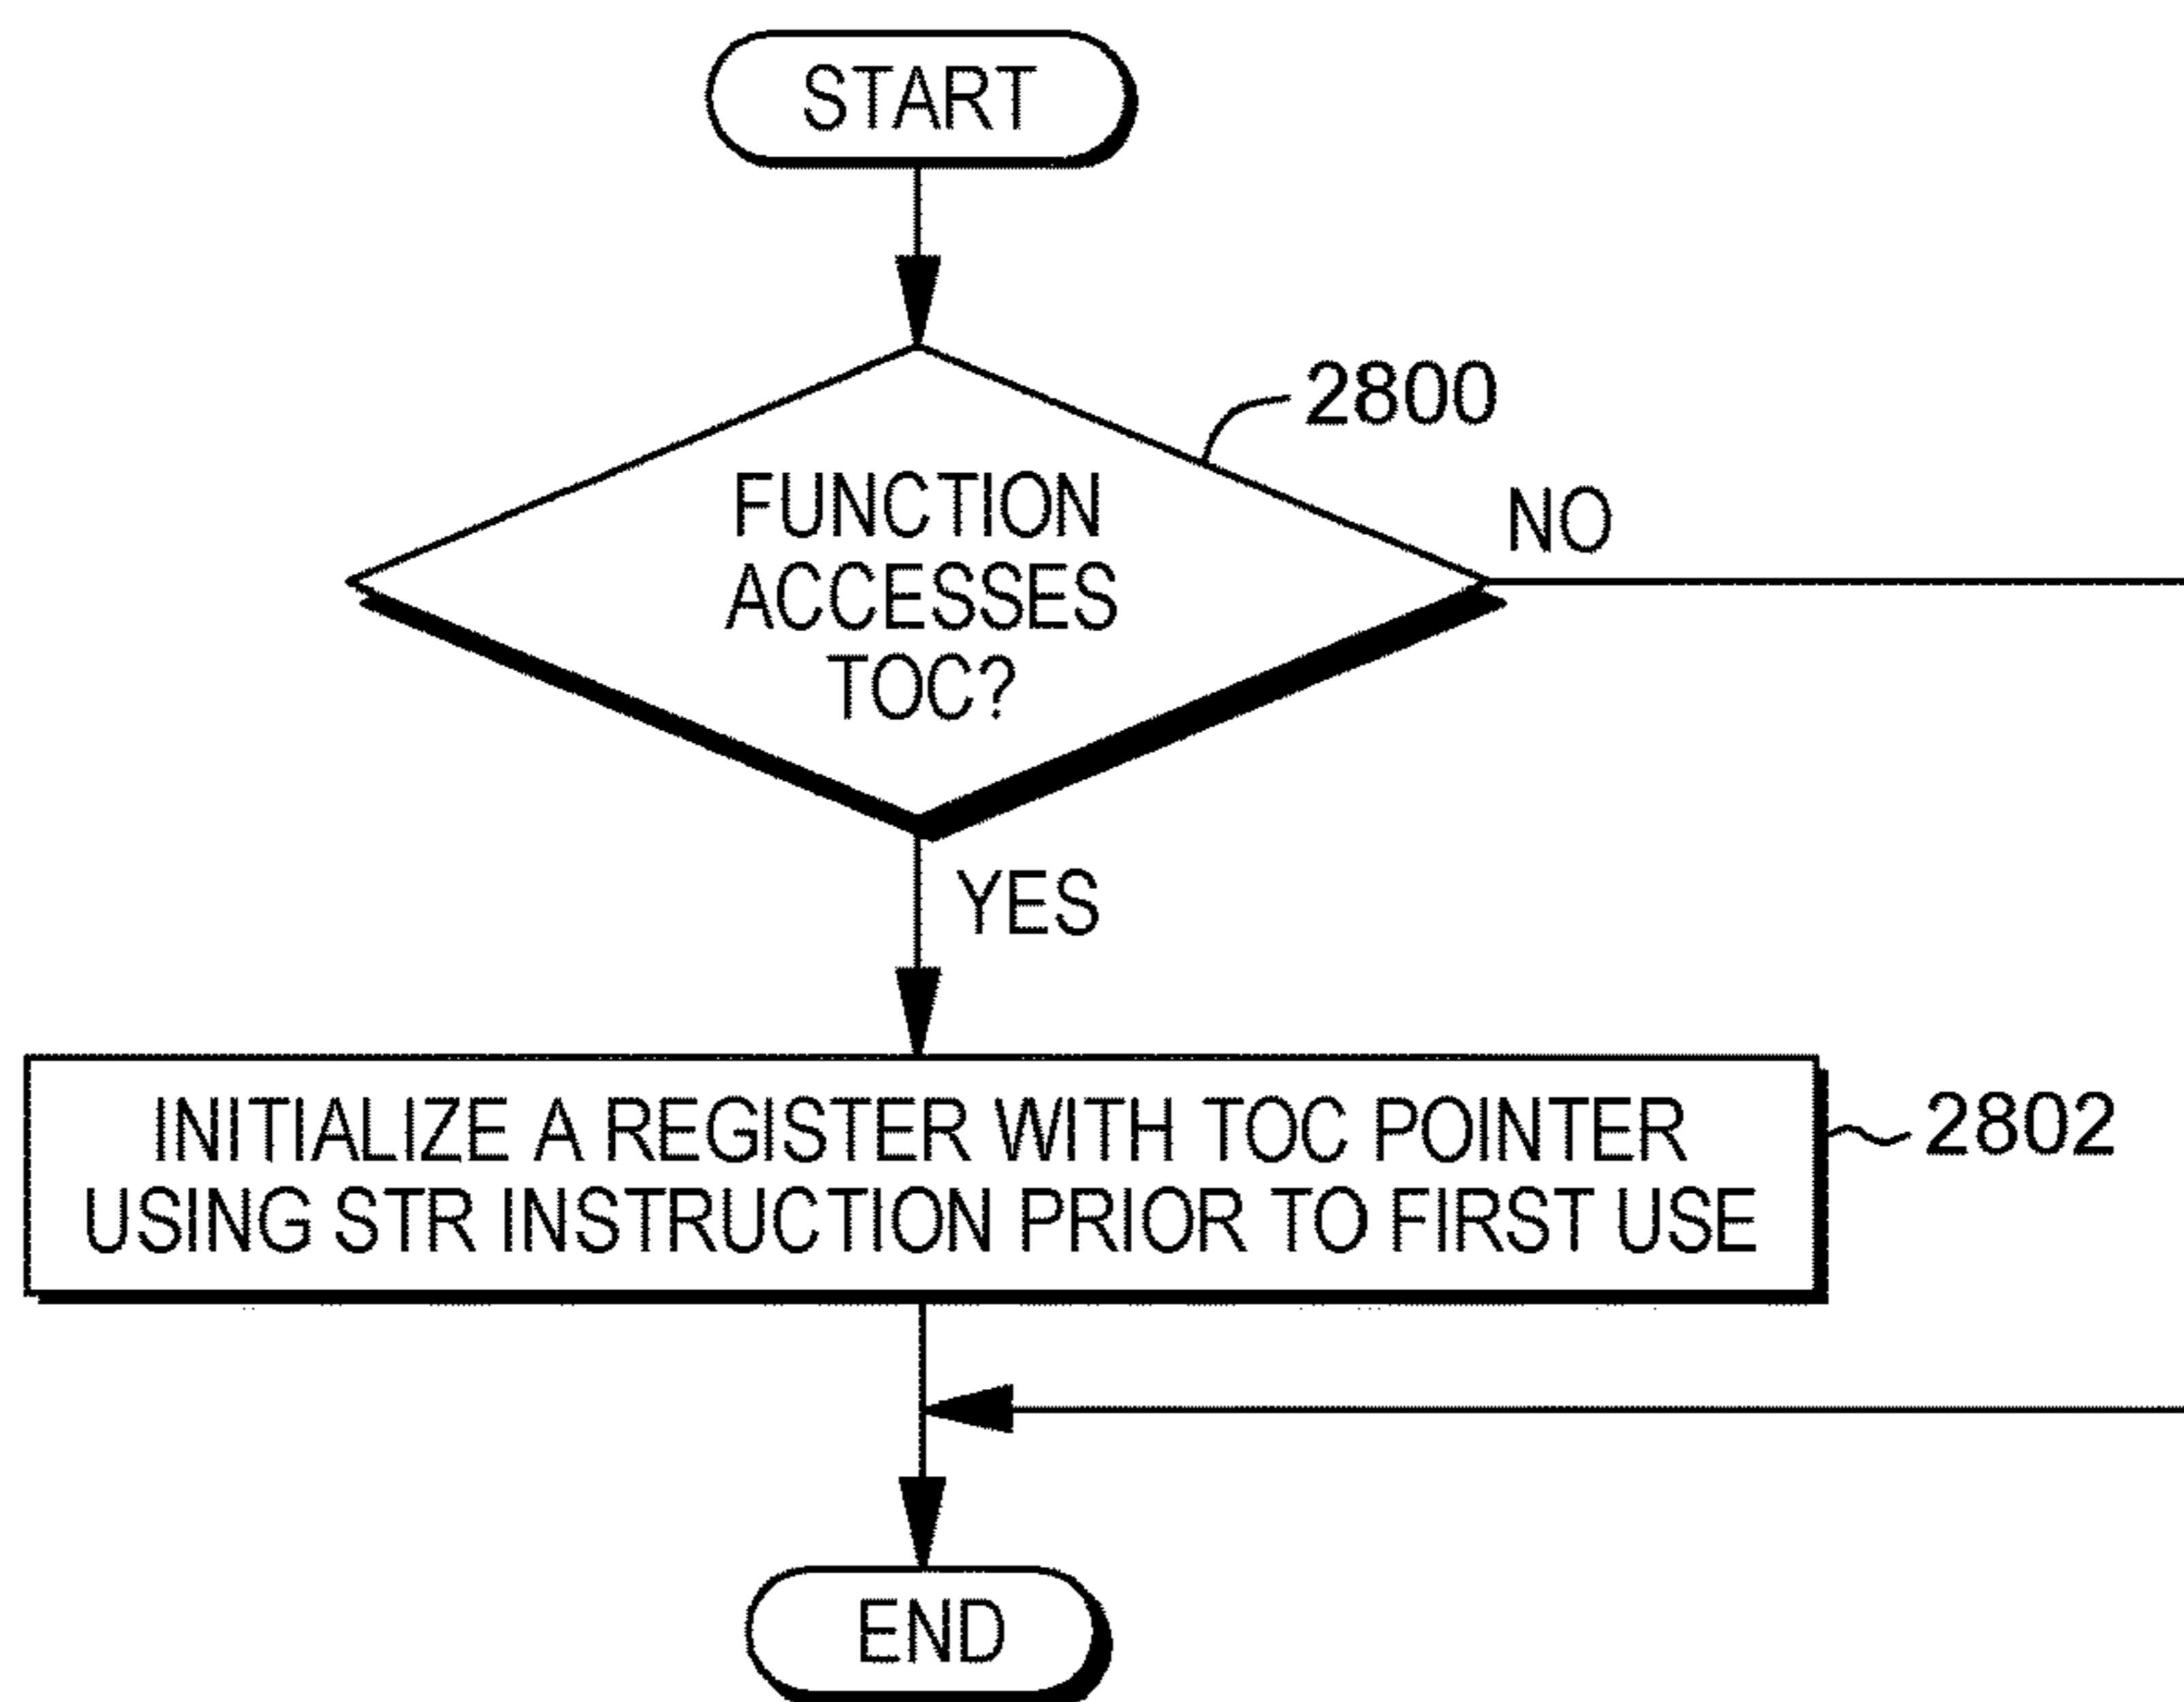 START
2800
FUNCTION
ACCESSES
TOC?
NO
YES
INITIALIZE A REGISTER WITH TOC POINTER
USING STR INSTRUCTION PRIOR TO FIRST USE
2802
END